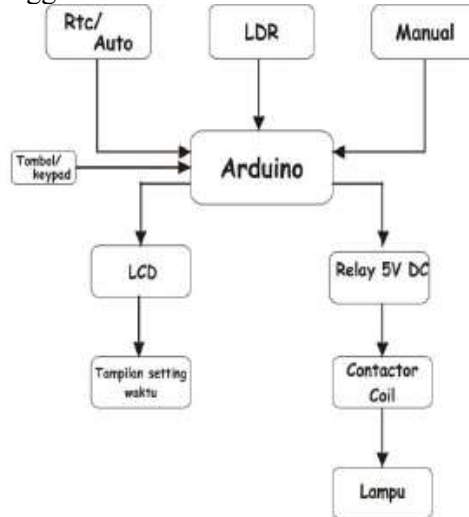 Rtc/
Auto
LDR
Manual
Tombol/
keypad
Arduino
LCD
Relay 5V DC
Tampilan setting
waktu
Contactor
Coil
Lampu